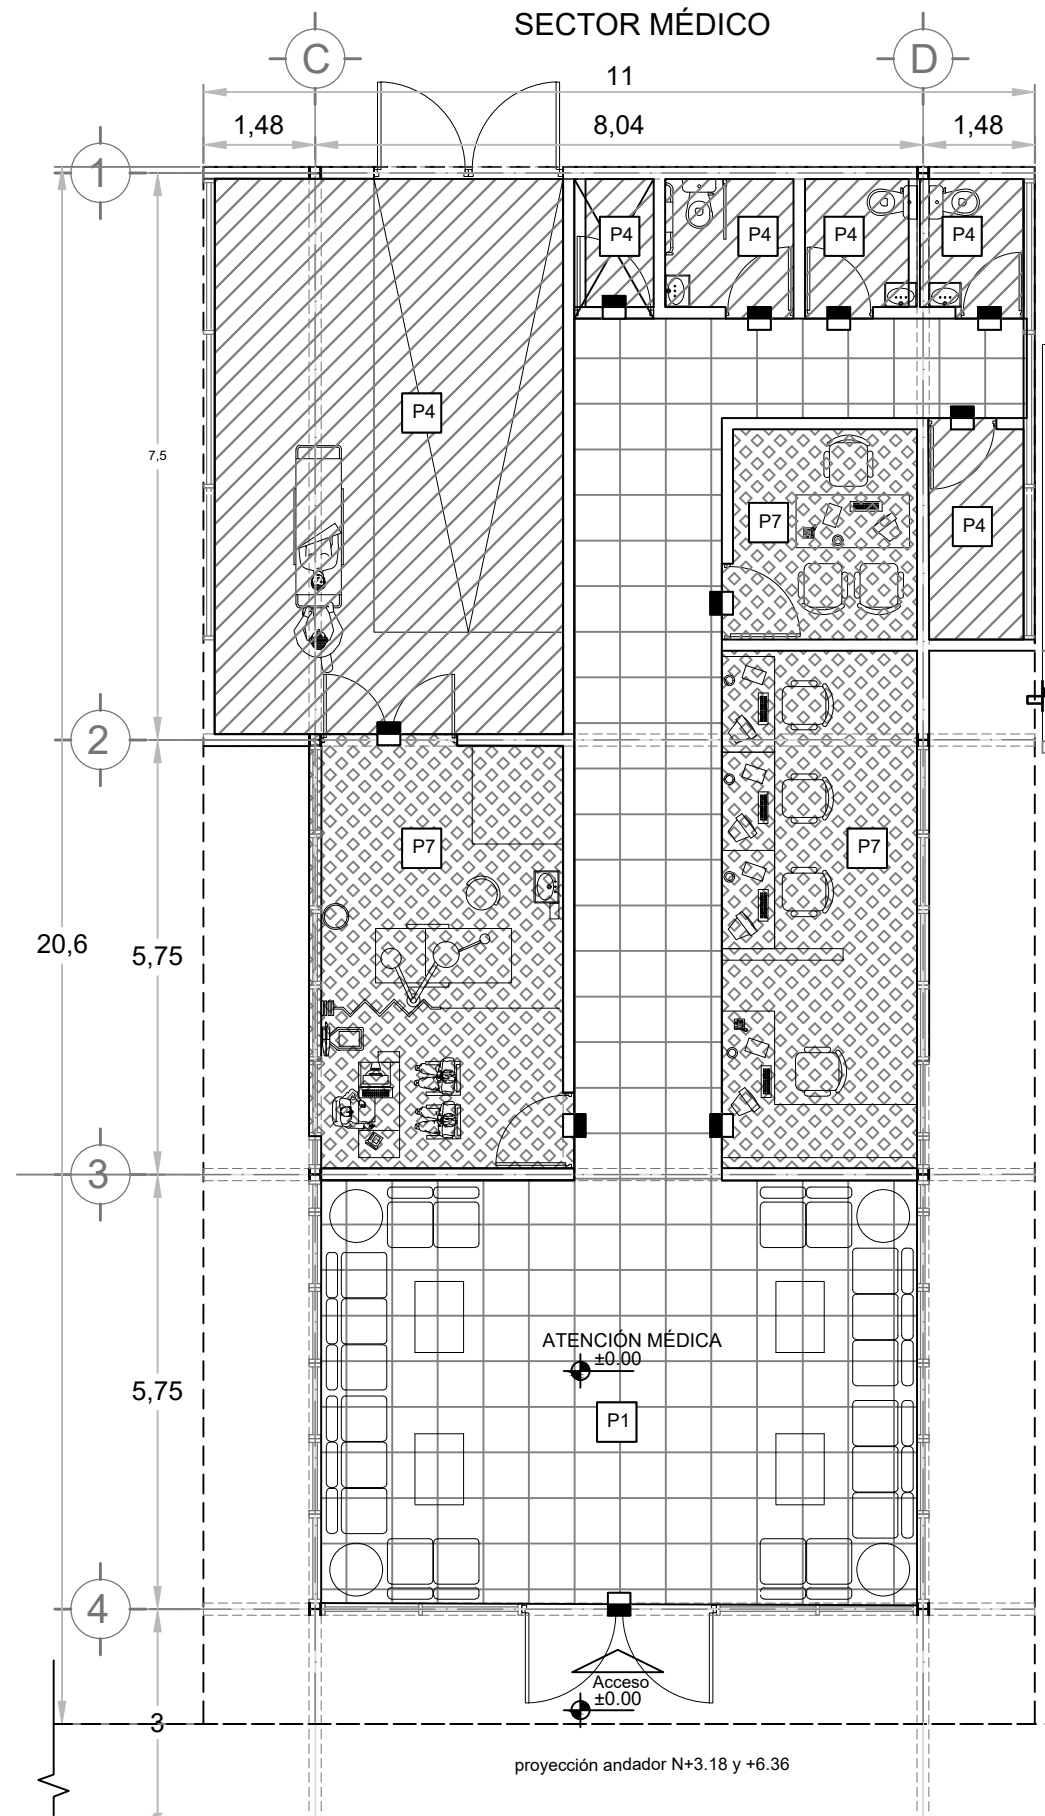 SECTOR MÉDICO
C
D
11
1,48
8,04
1,48
1
P4
P4
P4
P4
P4
7,5
P7
P4
2
P7
P7
20,6
5,75
3
ATENCIÓN MÉDICA
±0.00
5,75
P1
4
Acceso
±0.00
3
proyección andador N+3.18 y +6.36